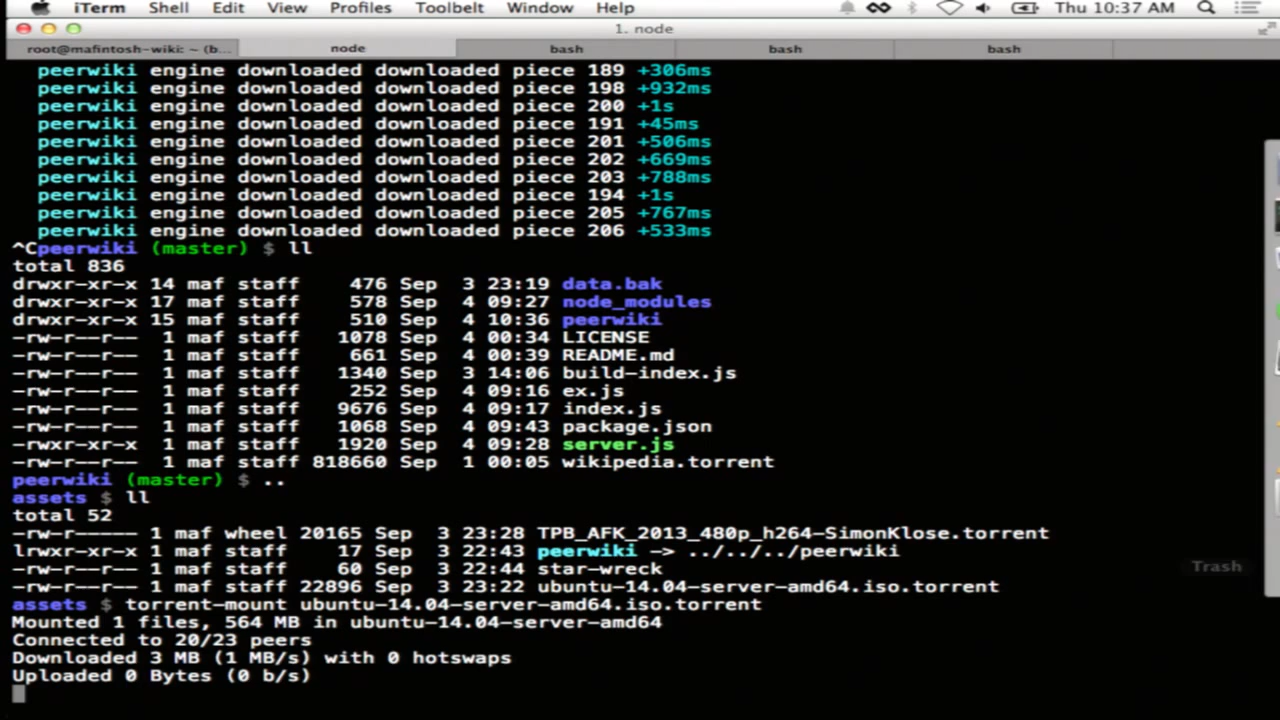 iTerm Shell Edit View Profiles Toolbelt Window Help Thu 10:37 AM
1. node
root@mafintosh-wiki: ~ (b... node bash bash bash
peerwiki engine downloaded downloaded piece 189 +306ms
peerwiki engine downloaded downloaded piece 198 +932ms
peerwiki engine downloaded downloaded piece 200 +1s
peerwiki engine downloaded downloaded piece 191 +45ms
peerwiki engine downloaded downloaded piece 201 +506ms
peerwiki engine downloaded downloaded piece 202 +669ms
peerwiki engine downloaded downloaded piece 203 +788ms
peerwiki engine downloaded downloaded piece 194 +1s
peerwiki engine downloaded downloaded piece 205 +767ms
peerwiki engine downloaded downloaded piece 206 +533ms
^Cpeerwiki (master) $ ll
total 836
drwxr-xr-x 14 maf staff 476 Sep 3 23:19 data.bak
drwxr-xr-x 17 maf staff 578 Sep 4 09:27 node_modules
drwxr-xr-x 15 maf staff 510 Sep 4 10:36 peerwiki
-rw-r--r-- 1 maf staff 1078 Sep 4 00:34 LICENSE
-rw-r--r-- 1 maf staff 661 Sep 4 00:39 README.md
-rw-r--r-- 1 maf staff 1340 Sep 3 14:06 build-index.js
-rw-r--r-- 1 maf staff 252 Sep 4 09:16 ex.js
-rw-r--r-- 1 maf staff 9676 Sep 4 09:17 index.js
-rw-r--r-- 1 maf staff 1068 Sep 4 09:43 package.json
-rwxr-xr-x 1 maf staff 1920 Sep 4 09:28 server.js
-rw-r--r-- 1 maf staff 818660 Sep 1 00:05 wikipedia.torrent
peerwiki (master) $ ..
assets $ ll
total 52
-rw-r----- 1 maf wheel 20165 Sep 3 23:28 TPB_AFK_2013_480p_h264-SimonKlose.torrent
lrwxr-xr-x 1 maf staff 17 Sep 3 22:43 peerwiki -> ../../../peerwiki
-rw-r--r-- 1 maf staff 60 Sep 3 22:44 star-wreck
Trash
-rw-r--r-- 1 maf staff 22896 Sep 3 23:22 ubuntu-14.04-server-amd64.iso.torrent
assets $ torrent-mount ubuntu-14.04-server-amd64.iso.torrent
Mounted 1 files, 564 MB in ubuntu-14.04-server-amd64
Connected to 20/23 peers
Downloaded 3 MB (1 MB/s) with 0 hotswaps
Uploaded 0 Bytes (0 b/s)